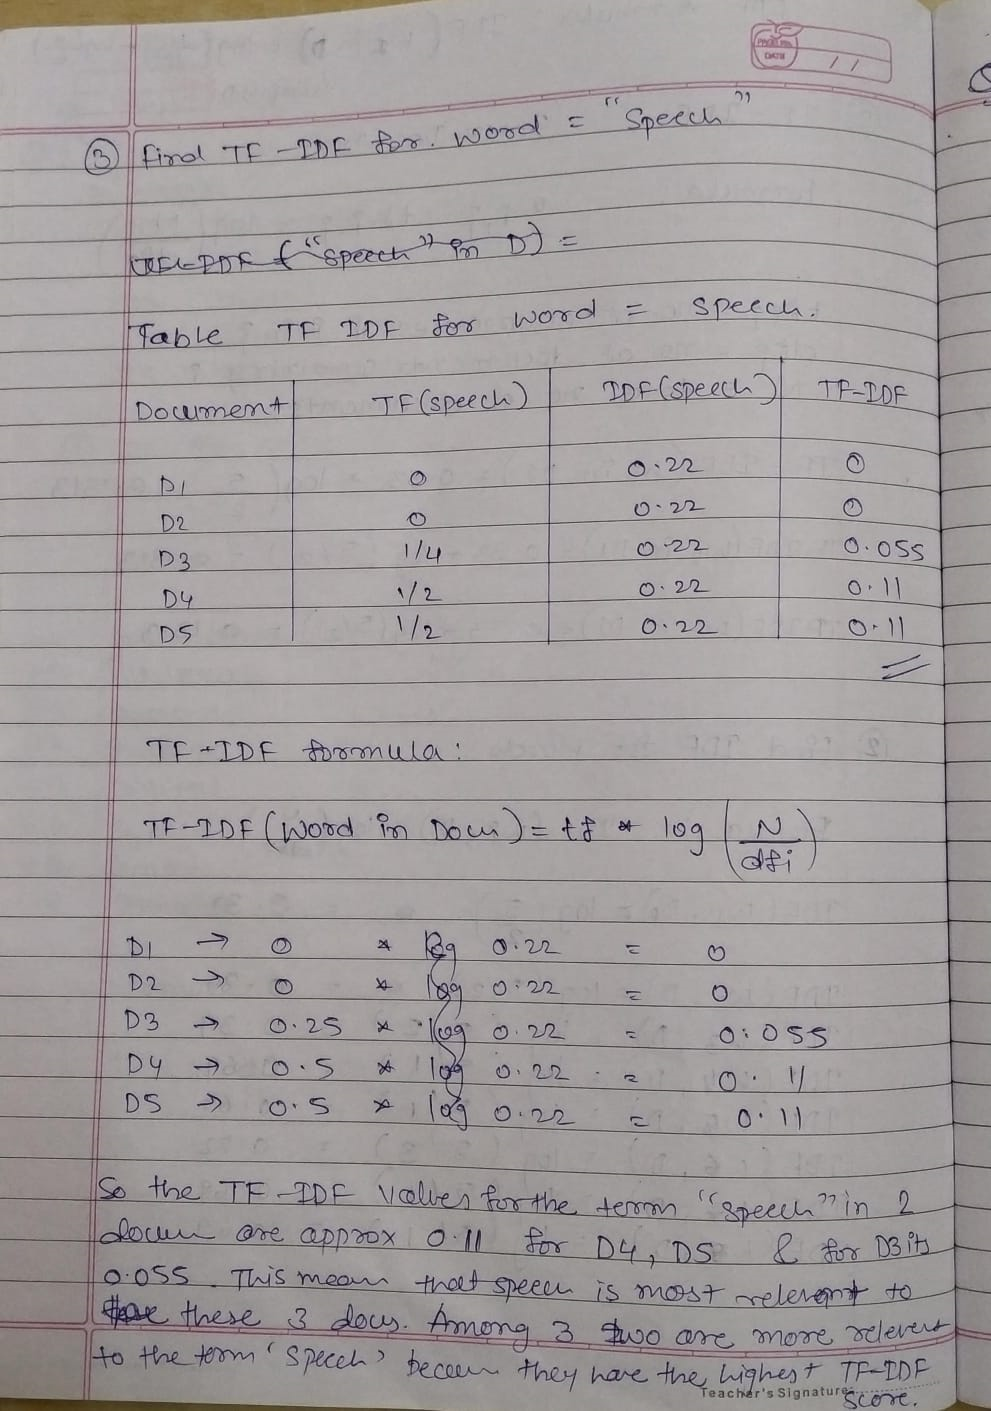 PAGE NO.
DATE / /
③ Find TF-IDF for word = "Speech"
TF-IDF ("speech" in D) =
Table TF IDF for word = speech.
Document TF(speech) IDF(speech) TF-IDF
D1 0 0.22 0
D2 0 0.22 0
D3 1/4 0.22 0.055
D4 1/2 0.22 0.11
D5 1/2 0.22 0.11
TF-IDF formula:
TF-IDF (Word in Docu) = tf * log (N/dfi)
D1 → 0 * log 0.22 = 0
D2 → 0 * log 0.22 = 0
D3 → 0.25 * log 0.22 = 0.055
D4 → 0.5 * log 0.22 = 0.11
D5 → 0.5 * log 0.22 = 0.11
So the TF-IDF values for the term "speech" in 2
docum are approx 0.11 for D4, D5 & for D3 its
0.055. This mean that speech is most relevent to
these 3 docs. Among 3 two are more relevent
to the term 'speech' becau they have the highest TF-IDF
Teacher's Signature
score.